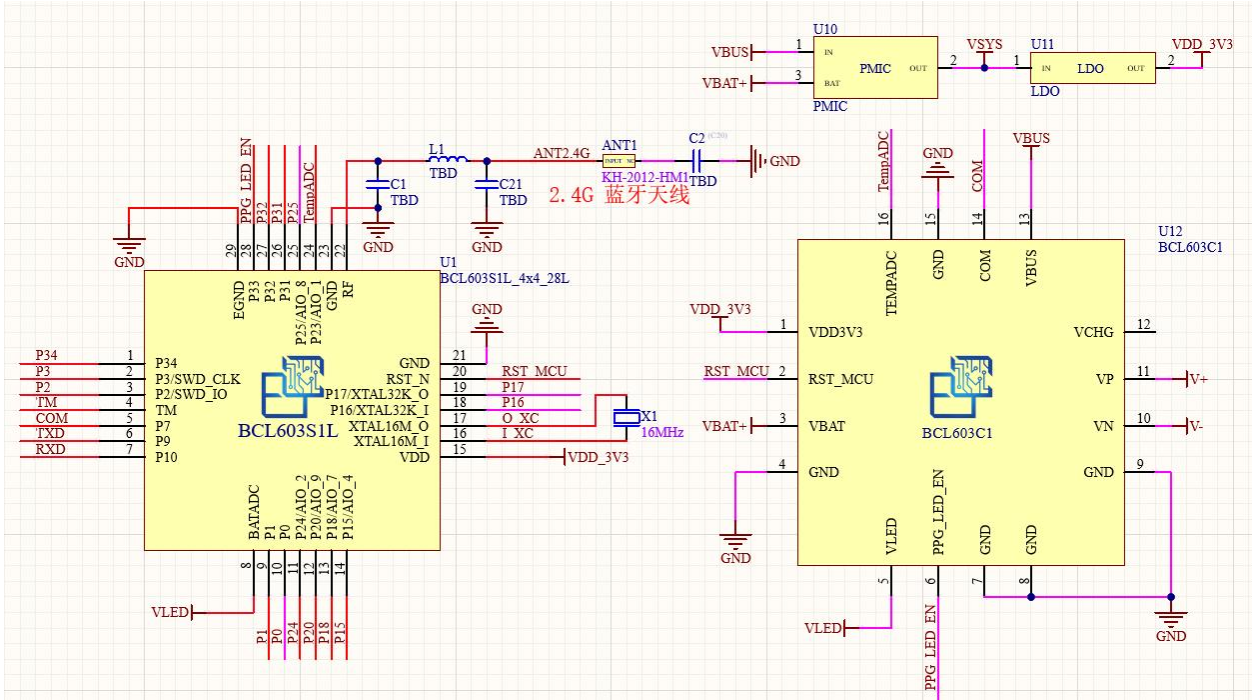 U10
VBUS 1 IN
PMIC OUT 2
VBAT+ 3 BAT
PMIC
VSYS
U11
1 IN LDO OUT 2
LDO
VDD_3V3
PPG_LED_EN
P32
P31
P25
TempADC
L1
TBD
C1
TBD
C21
TBD
ANT2.4G
ANT1
INPUT NC
KH-2012-HM1
C2
TBD
GND
2.4G 蓝牙天线
GND
GND
GND
29 28 27 26 25 24 23 22
EGND
P33
P32
P31
P25/AIO_8
P23/AIO_1
GND
RF
U1
BCL603S1L_4x4_28L
GND
P34 1 P34
P3 2 P3/SWD_CLK
P2 3 P2/SWD_IO
TM 4 TM
COM 5 P7
TXD 6 P9
RXD 7 P10
BCL603S1L
GND 21
RST_N 20 RST_MCU
P17/XTAL32K_O 19 P17
P16/XTAL32K_I 18 P16
XTAL16M_O 17 O_XC
XTAL16M_I 16 I_XC
VDD 15 VDD_3V3
X1
16MHz
BATADC
P1
P0
P24/AIO_2
P20/AIO_9
P18/AIO_7
P15/AIO_4
8 9 10 11 12 13 14
VLED
P1
P0
P24
P20
P18
P15
TempADC
GND
COM
VBUS
16 15 14 13
TEMPADC
GND
COM
VBUS
U12
BCL603C1
VDD_3V3 1 VDD3V3
RST_MCU 2 RST_MCU
VBAT+ 3 VBAT
4 GND
GND
BCL603C1
VCHG 12
VP 11 V+
VN 10 V-
GND 9
VLED
PPG_LED_EN
GND
GND
5 6 7 8
VLED
PPG_LED_EN
GND